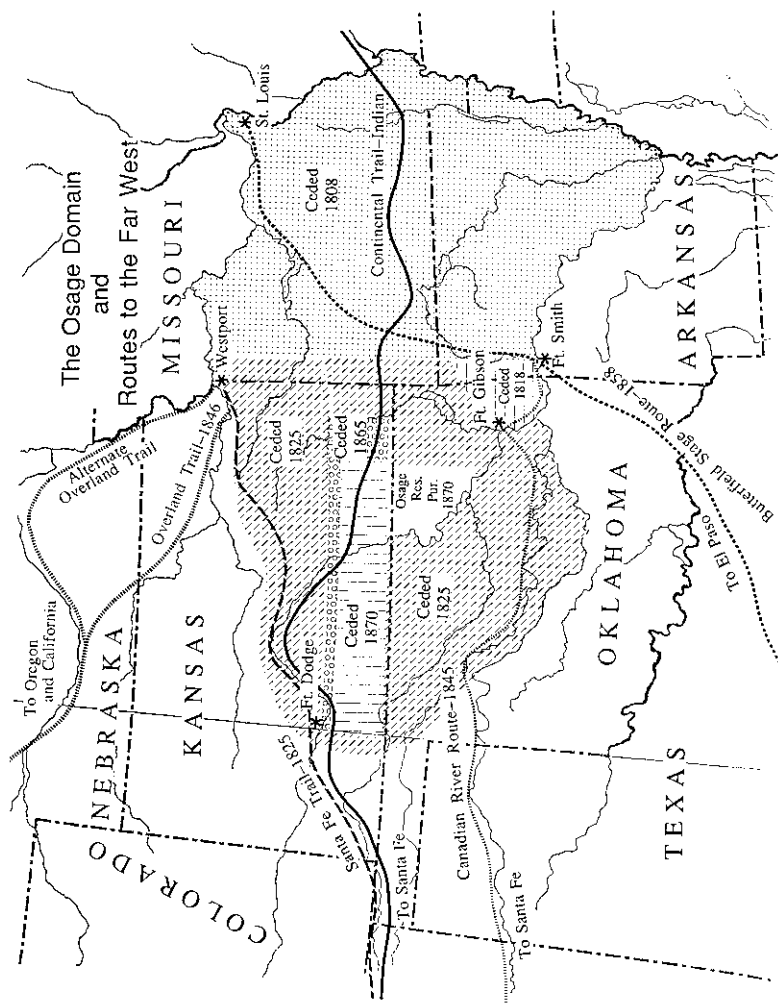 The Osage Domain
and
Routes to the Far West
MISSOURI
St. Louis
Westport
Ceded
1808
Continental Trail–Indian
ARKANSAS
Ft. Smith
Ft. Gibson
Ceded
1818
Butterfield Stage Route–1858
To El Paso
Alternate
Overland Trail
Overland Trail–1846
To Oregon
and California
NEBRASKA
KANSAS
COLORADO
Ceded
1825
Ceded
1865
Osage
Res.
Pur.
1870
Ceded
1870
Ceded
1825
Ft. Dodge
Santa Fe Trail–1825
To Santa Fe
Canadian River Route–1845
To Santa Fe
OKLAHOMA
TEXAS